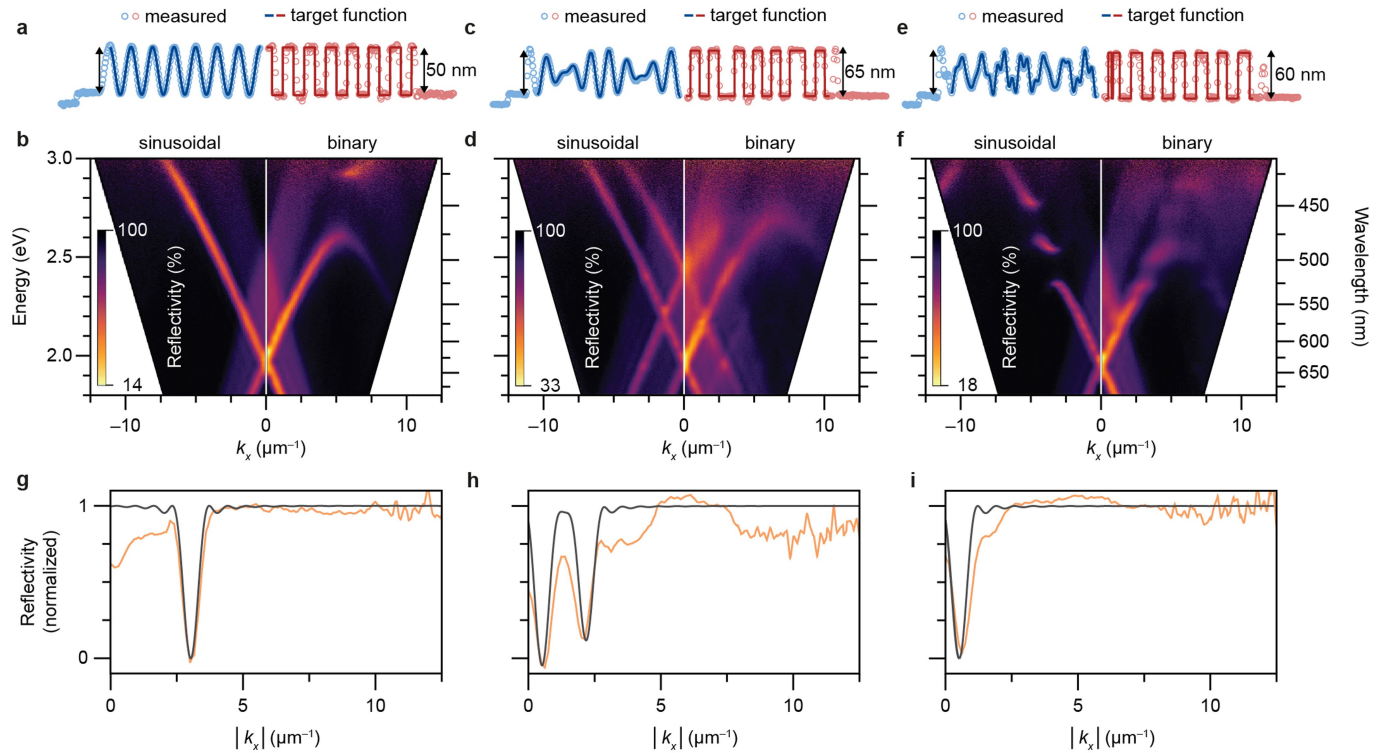 a measured target function 50 nm
c measured target function 65 nm
e measured target function 60 nm
b sinusoidal binary
d sinusoidal binary
f sinusoidal binary
3.0
2.5
2.0
Energy (eV)
100
Reflectivity (%)
14
100
Reflectivity (%)
33
100
Reflectivity (%)
18
450
500
550
600
650
Wavelength (nm)
–10 0 10
–10 0 10
–10 0 10
kx (µm–1)
kx (µm–1)
kx (µm–1)
g
h
i
1
0
Reflectivity
(normalized)
0 5 10
0 5 10
0 5 10
|kx| (µm–1)
|kx| (µm–1)
|kx| (µm–1)